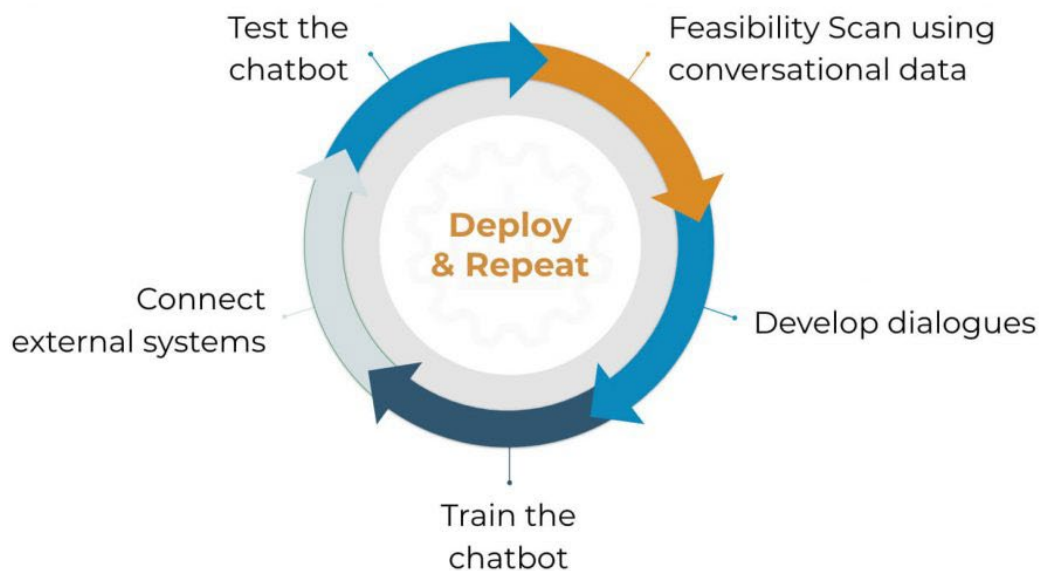 Test the
chatbot
Feasibility Scan using
conversational data
Deploy
& Repeat
Connect
external systems
Develop dialogues
Train the
chatbot